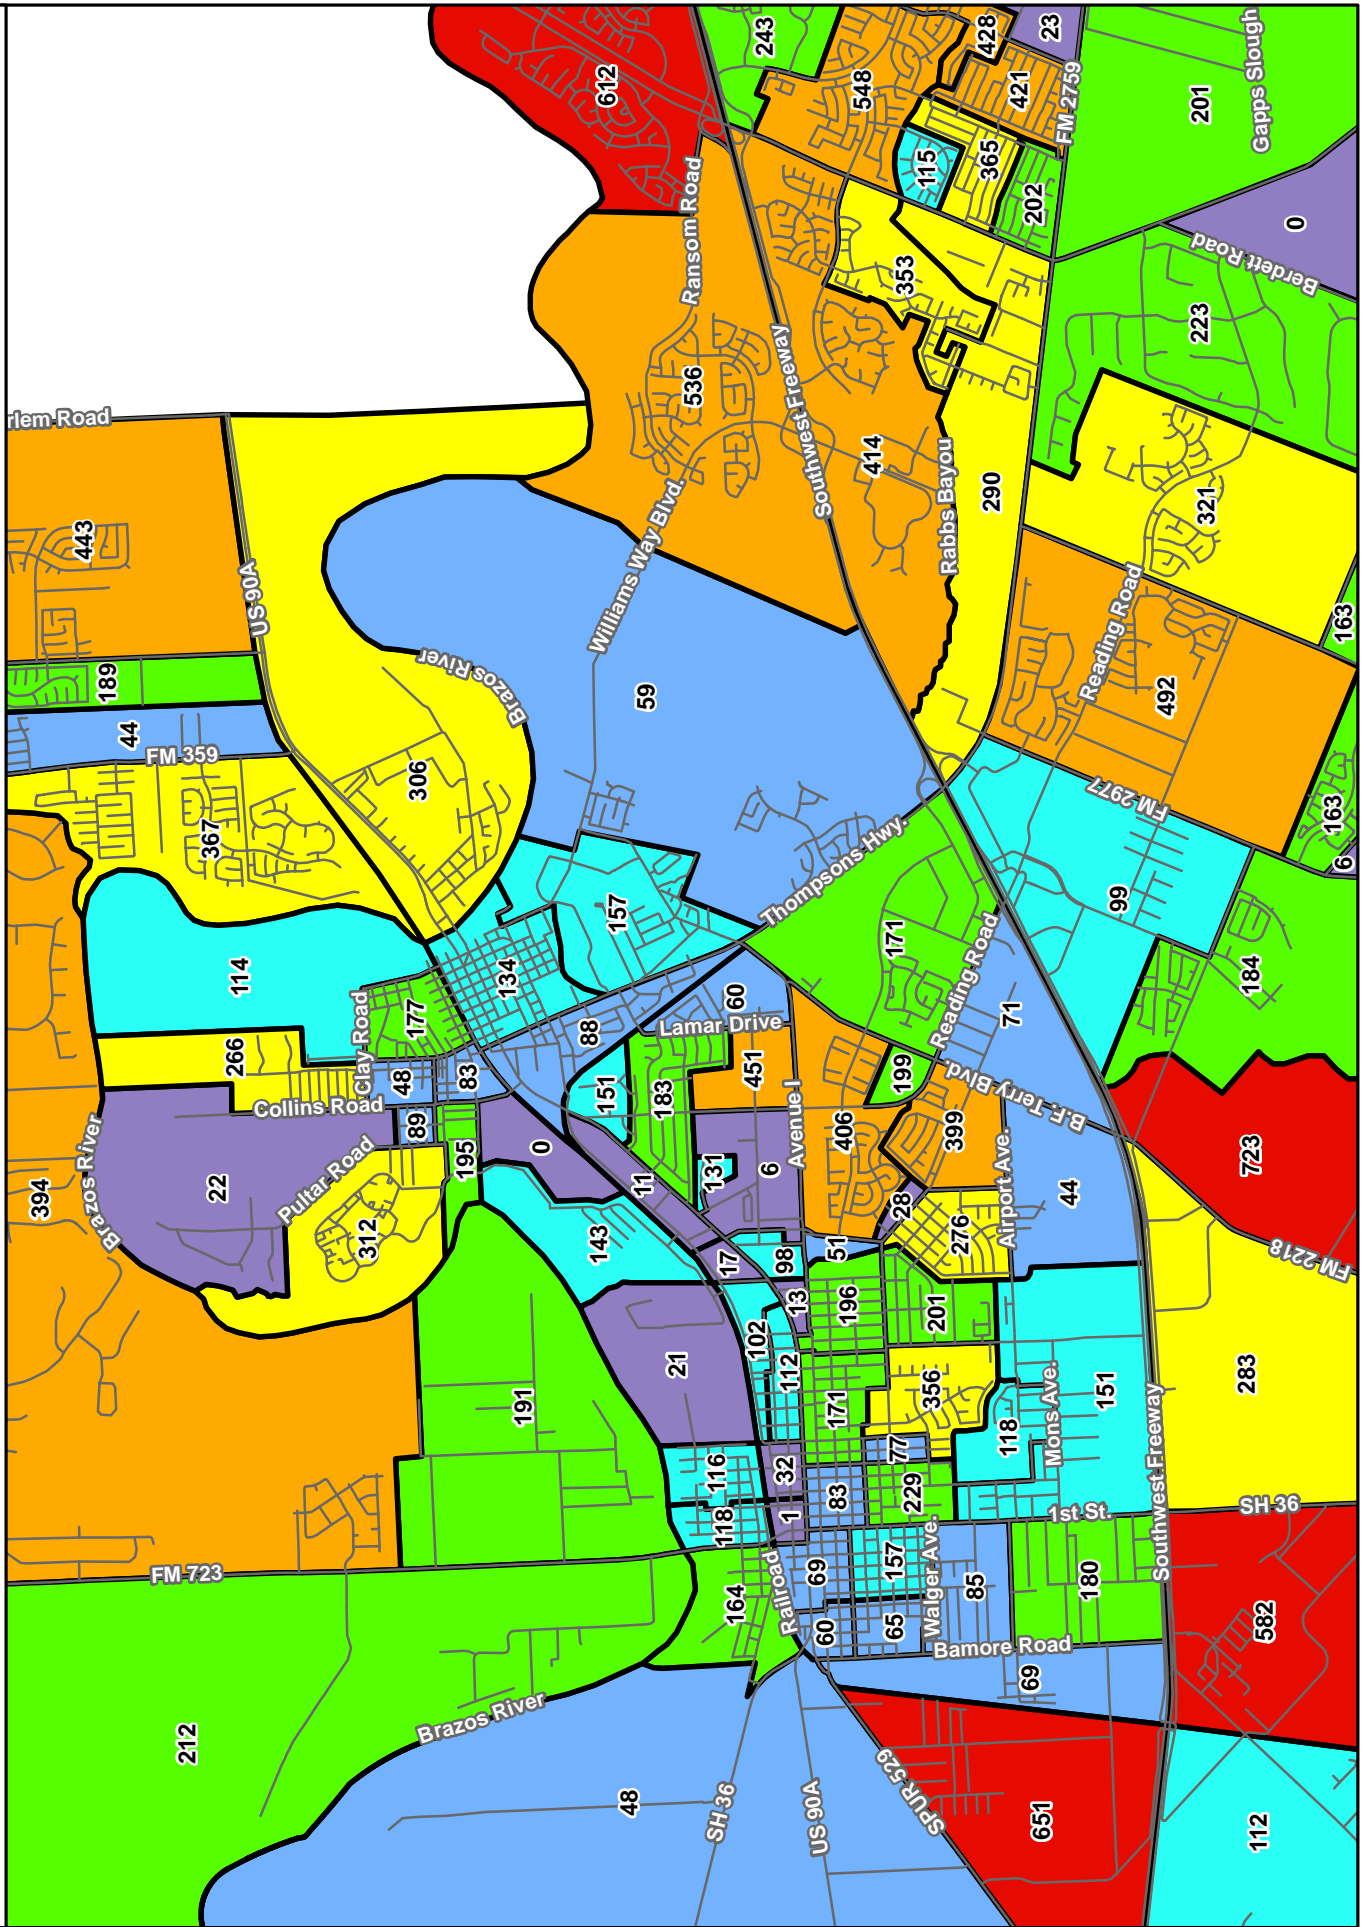 243
428
23
612
548
421
FM 2759
201
Gapps Slough
115
365
202
Ransom Road
0
Berdett Road
353
223
536
Southwest Freeway
rlem Road
414
290
Rabbs Bayou
321
443
US 90A
Williams Way Blvd.
Reading Road
163
189
Brazos River
59
492
44
FM 359
306
FM 2977
163
6
367
Thompsons Hwy.
157
99
171
114
134
184
Reading Road
177
60
71
Lamar Drive
88
Clay Road
266
48
83
151
183
451
199
B.F. Terry Blvd.
Collins Road
89
406
399
Avenue I
195
0
131
6
723
Brazos River
394
22
Pultar Road
11
28
44
Airport Ave.
312
143
17
98
51
276
FM 2218
13
196
201
102
21
112
356
283
191
171
118
151
Mons Ave.
116
32
77
83
229
118
1
1st St.
SH 36
Southwest Freeway
FM 723
Railroad
69
157
Walger Ave.
85
180
164
60
65
582
Bamore Road
69
Brazos River
212
48
SH 36
US 90A
SPUR 529
651
112